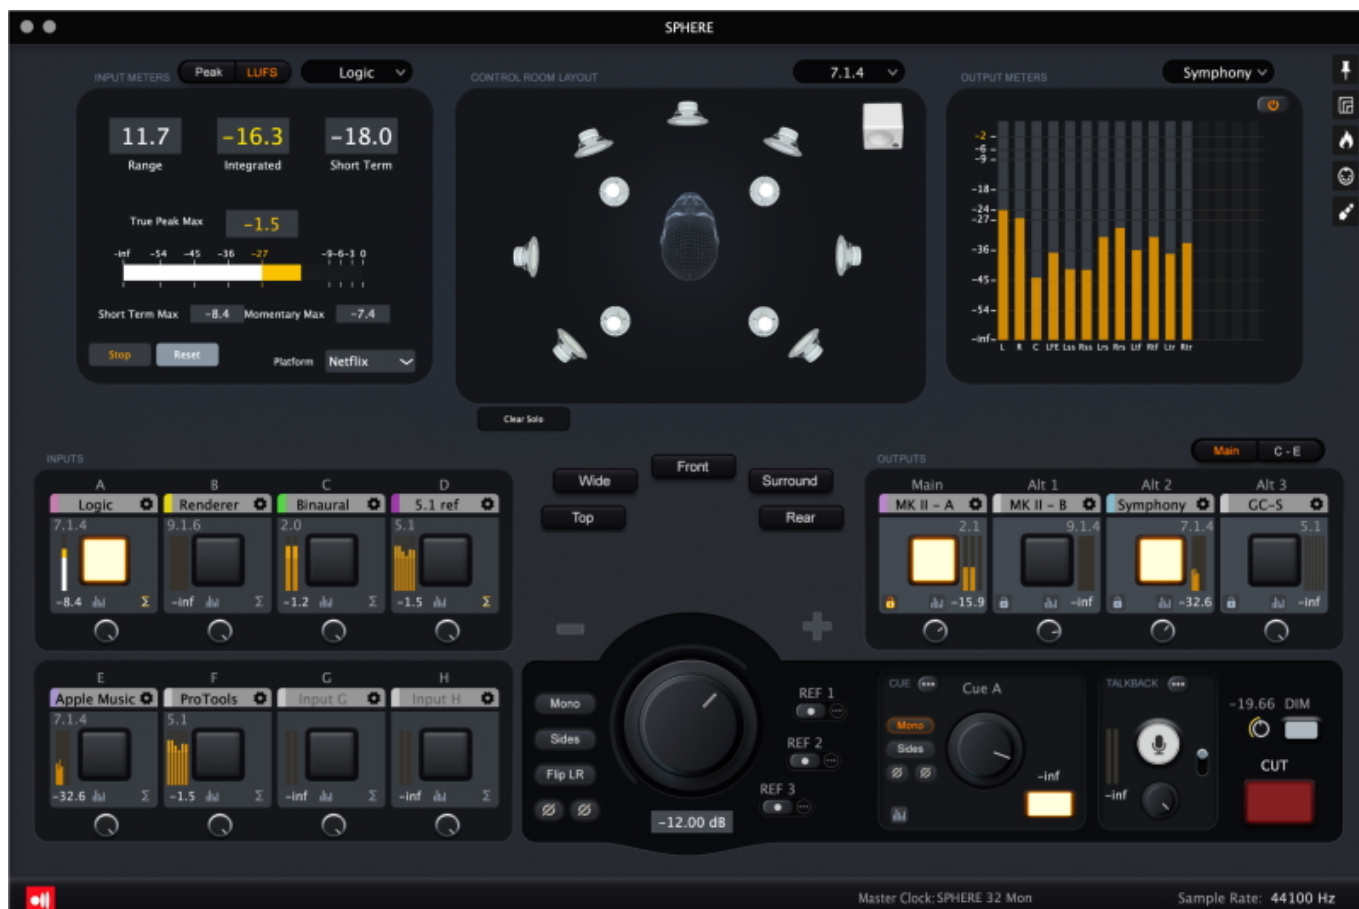 SPHERE
INPUT METERS Peak LUFS Logic
11.7 -16.3 -18.0
Range Integrated Short Term
True Peak Max -1.5
-Inf -54 -45 -36 -27 -9 -6 -3 0
Short Term Max -8.4 Momentary Max -7.4
Stop Reset Platform Netflix
CONTROL ROOM LAYOUT 7.1.4
Clear Solo
OUTPUT METERS Symphony
-2
-6
-9
-18
-24
-27
-36
-45
-54
-inf
L R C LFE Lss Rss Lrs Rrs Ltf Rtf Ltr Rtr
INPUTS
A B C D
Logic Renderer Binaural 5.1 ref
7.1.4 9.1.6 2.0 5.1
-8.4 Σ -inf Σ -1.2 Σ -1.5 Σ
E F G H
Apple Music ProTools Input G Input H
7.1.4 5.1
-32.6 Σ -1.5 Σ -inf Σ -inf Σ
Wide Front Surround
Top Rear
OUTPUTS Main C - E
Main Alt 1 Alt 2 Alt 3
MK II - A MK II - B Symphony GC-S
2.1 9.1.4 7.1.4 5.1
-15.9 -inf -32.6 -inf
Mono
Sides
Flip LR
Ø Ø
-12.00 dB
REF 1
REF 2
REF 3
CUE Cue A
Mono
Sides
Ø Ø
-inf
TALKBACK
-inf
-19.66 DIM
CUT
Master Clock: SPHERE 32 Mon Sample Rate: 44100 Hz